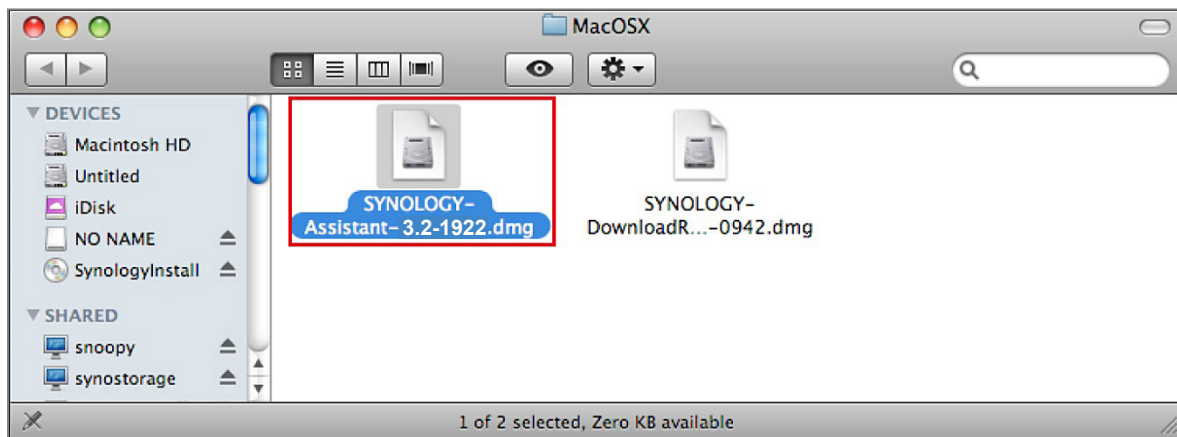 MacOSX
DEVICES
Macintosh HD
Untitled
iDisk
NO NAME
SynologyInstall
SHARED
snoopy
synostorage
SYNOLOGY-
Assistant-3.2-1922.dmg
SYNOLOGY-
DownloadR...-0942.dmg
1 of 2 selected, Zero KB available